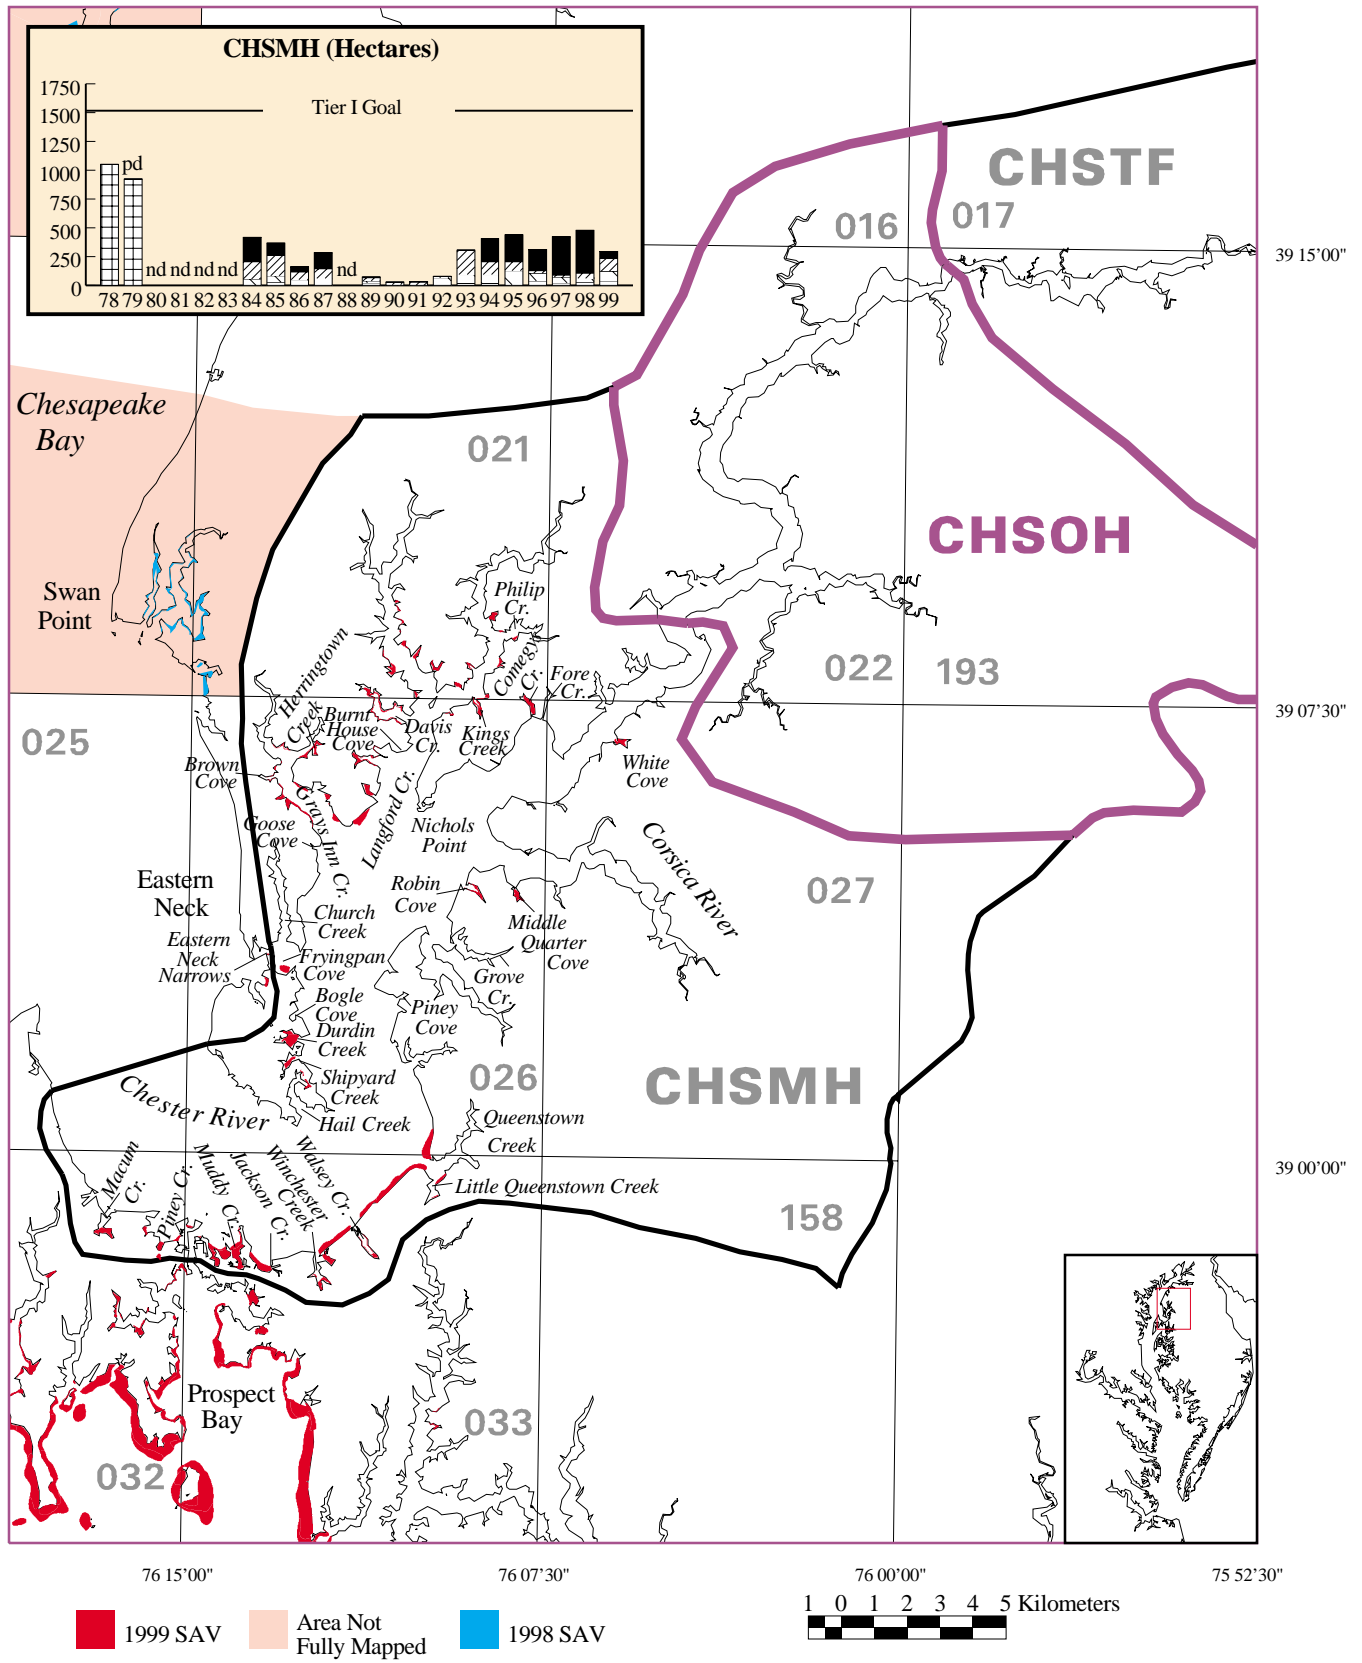 CHSMH (Hectares)
1750
1500
1250
1000
750
500
250
0
Tier I Goal
pd
nd nd nd nd
nd
78 79 80 81 82 83 84 85 86 87 88 89 90 91 92 93 94 95 96 97 98 99
CHSTF
016
017
39 15'00"
Chesapeake
Bay
021
CHSOH
Swan
Point
Philip
Cr.
Herringtown
Creek
Comegys
Cr.
Fore
Cr.
022
193
39 07'30"
025
Burnt
House
Cove
Davis
Cr.
Kings
Creek
White
Cove
Brown
Cove
Grays Inn Cr.
Langford Cr.
Goose
Cove
Nichols
Point
Corsica River
Eastern
Neck
Robin
Cove
027
Church
Creek
Middle
Quarter
Cove
Eastern
Neck
Narrows
Fryingpan
Cove
Grove
Cr.
Bogle
Cove
Piney
Cove
Durdin
Creek
026
CHSMH
Shipyard
Creek
Chester River
Hail Creek
Queenstown
Creek
39 00'00"
Macum
Cr.
Piney Cr.
Muddy Cr.
Jackson Cr.
Winchester
Creek
Walsey Cr.
Little Queenstown Creek
158
Prospect
Bay
033
032
76 15'00"
76 07'30"
76 00'00"
75 52'30"
1 0 1 2 3 4 5 Kilometers
1999 SAV
Area Not
Fully Mapped
1998 SAV